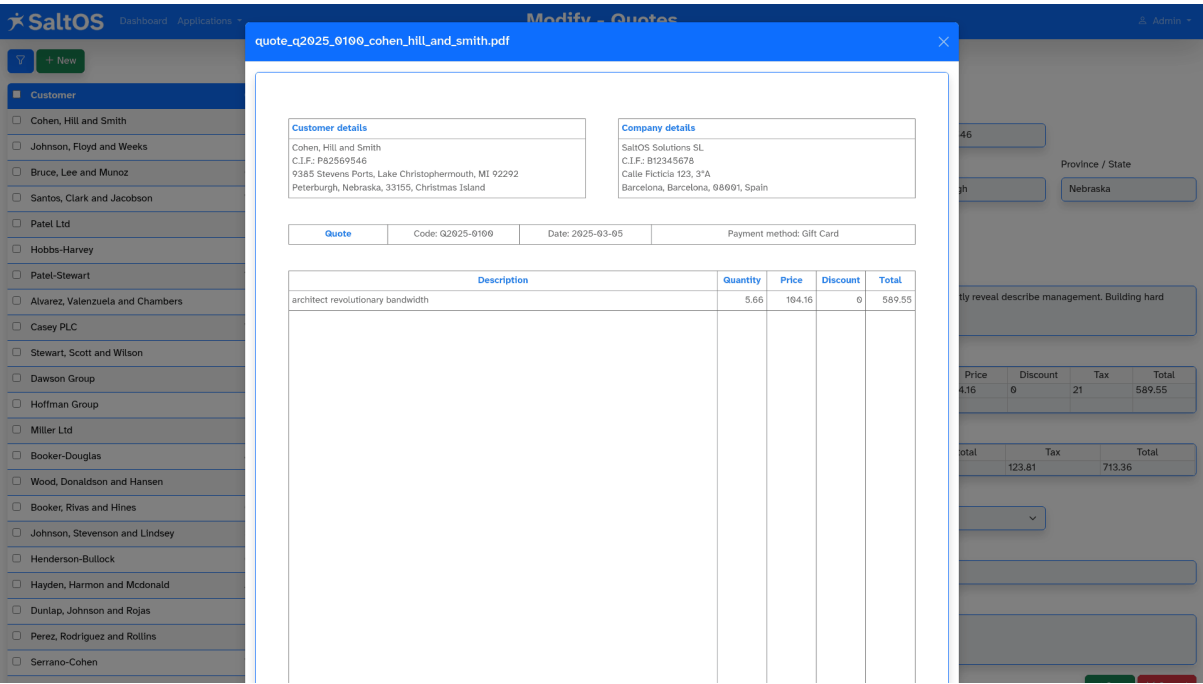 SaltOS Dashboard Applications Modify - Quotes Admin
quote_q2025_0100_cohen_hill_and_smith.pdf
+ New
Customer
Cohen, Hill and Smith
Johnson, Floyd and Weeks
Bruce, Lee and Munoz
Santos, Clark and Jacobson
Patel Ltd
Hobbs-Harvey
Patel-Stewart
Alvarez, Valenzuela and Chambers
Casey PLC
Stewart, Scott and Wilson
Dawson Group
Hoffman Group
Miller Ltd
Booker-Douglas
Wood, Donaldson and Hansen
Booker, Rivas and Hines
Johnson, Stevenson and Lindsey
Henderson-Bullock
Hayden, Harmon and Mcdonald
Dunlap, Johnson and Rojas
Perez, Rodriguez and Rollins
Serrano-Cohen
Customer details
Cohen, Hill and Smith
C.I.F.: P82569546
9385 Stevens Ports, Lake Christophermouth, MI 92292
Peterburgh, Nebraska, 33155, Christmas Island
Company details
SaltOS Solutions SL
C.I.F.: B12345678
Calle Ficticia 123, 3ªA
Barcelona, Barcelona, 08001, Spain
Quote Code: Q2025-0100 Date: 2025-03-05 Payment method: Gift Card
Description Quantity Price Discount Total
architect revolutionary bandwidth 5.66 104.16 0 589.55
46
Province / State
gh Nebraska
tly reveal describe management. Building hard
Price Discount Tax Total
4.16 0 21 589.55
total Tax Total
123.81 713.36